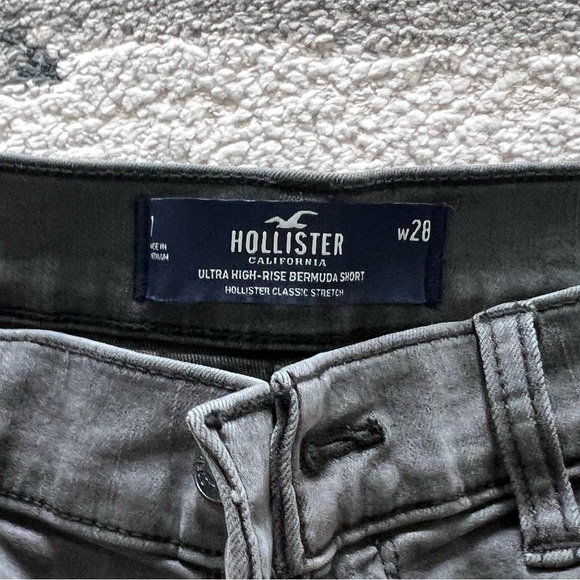 HOLLISTER
CALIFORNIA
ULTRA HIGH-RISE BERMUDA SHORT
HOLLISTER CLASSIC STRETCH
W28